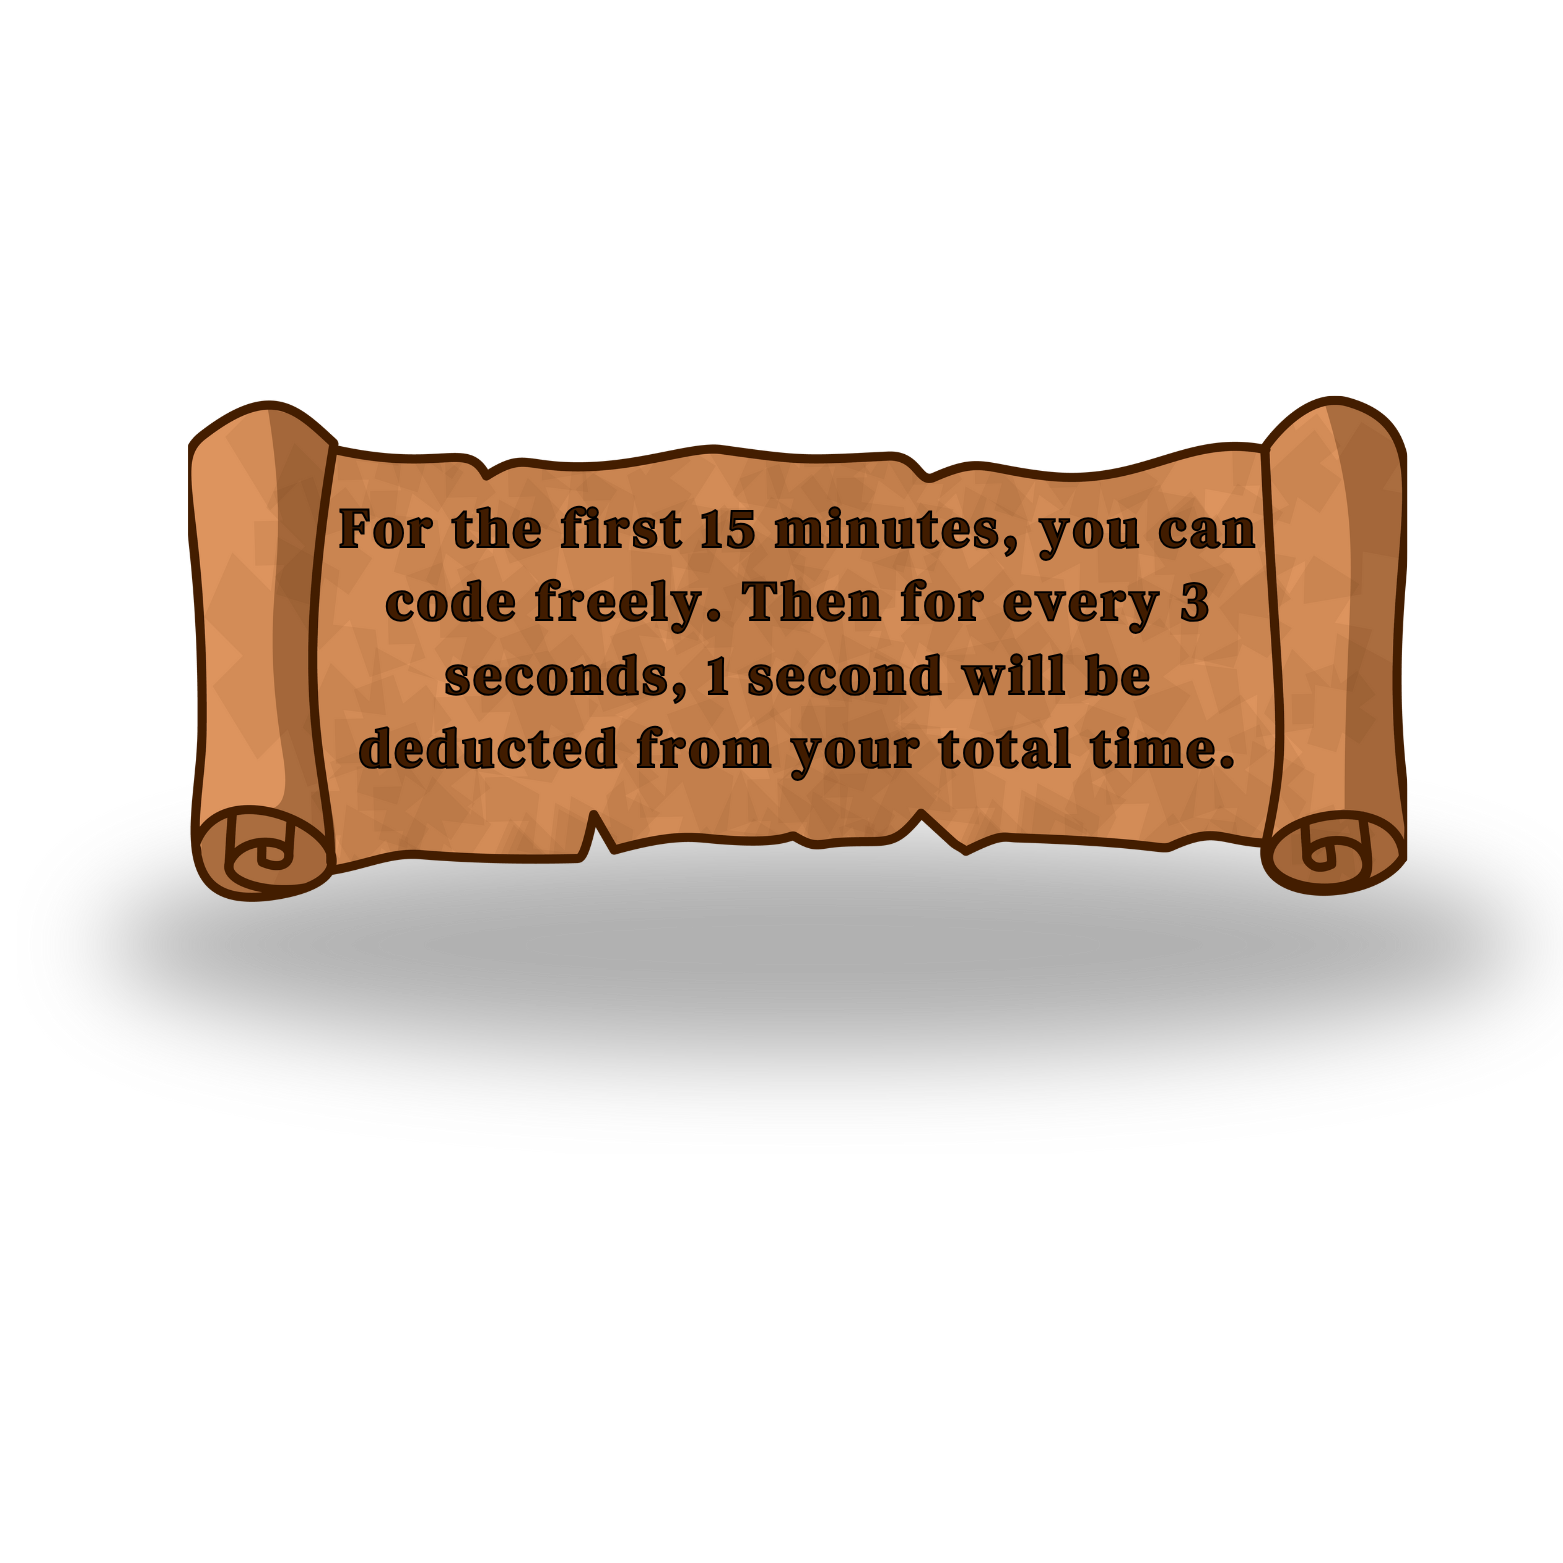 For the first 15 minutes, you can
code freely. Then for every 3
seconds, 1 second will be
deducted from your total time.